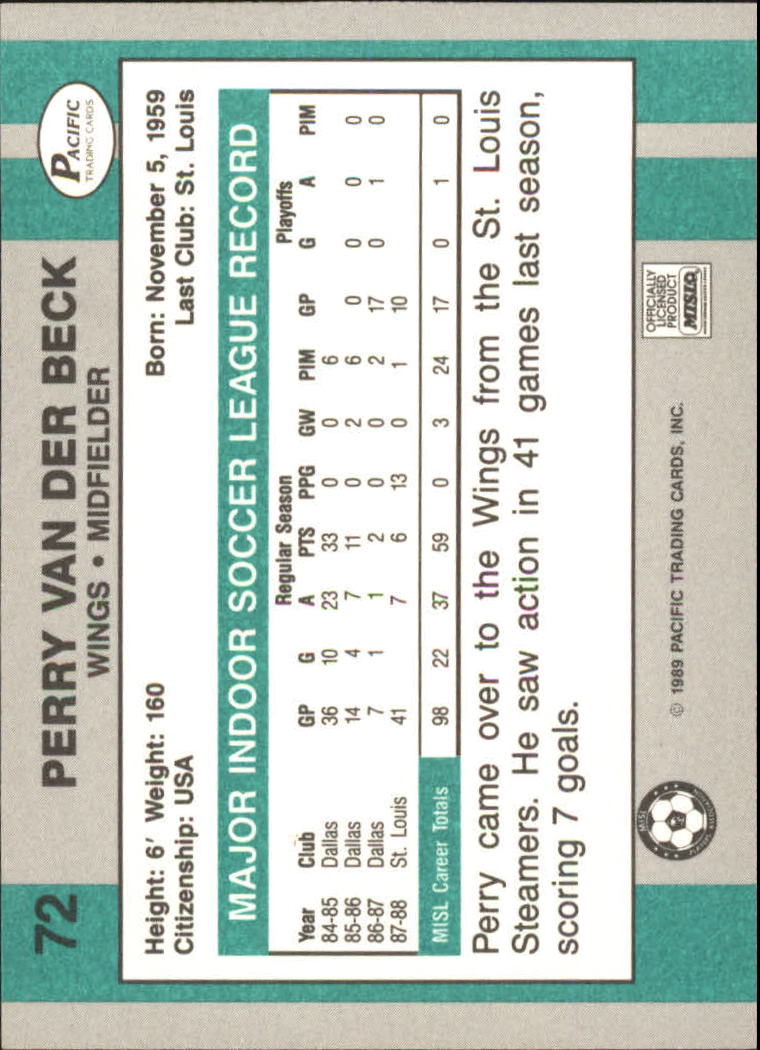 72
PERRY VAN DER BECK
WINGS • MIDFIELDER
PACIFIC
TRADING CARDS
Height: 6′ Weight: 160 Born: November 5, 1959
Citizenship: USA Last Club: St. Louis
MAJOR INDOOR SOCCER LEAGUE RECORD
Regular Season Playoffs
Year Club GP G A PTS PPG GW PIM GP G A PIM
84-85 Dallas 36 10 23 33 0 0 6
85-86 Dallas 14 4 7 11 0 2 6 0 0 0 0
86-87 Dallas 7 1 1 2 0 0 2 17 0 1 0
87-88 St. Louis 41 7 6 13 0 1 10
MISL Career Totals 98 22 37 59 0 3 24 17 0 1 0
Perry came over to the Wings from the St. Louis
Steamers. He saw action in 41 games last season,
scoring 7 goals.
MISL
© 1989 PACIFIC TRADING CARDS, INC.
OFFICIALLY
LICENSED
PRODUCT
MISL